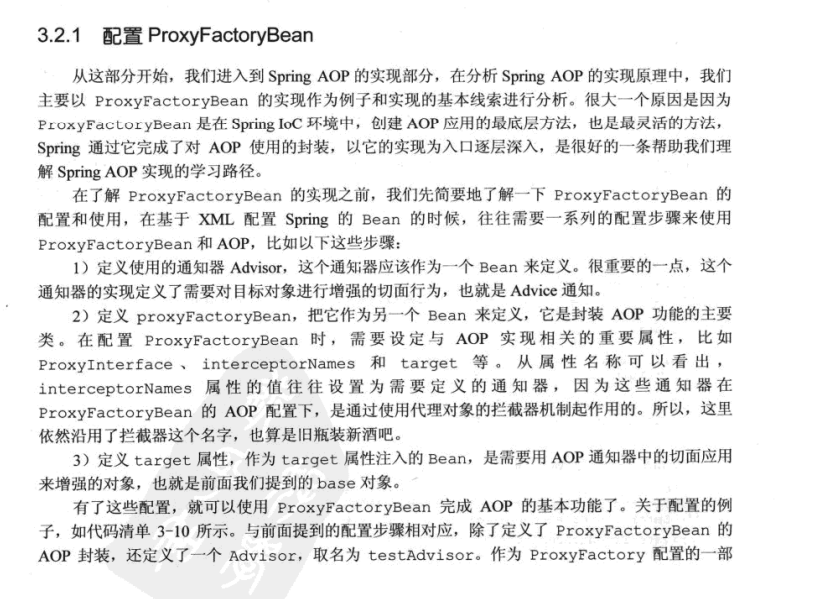 3.2.1 配置 ProxyFactoryBean
从这部分开始，我们进入到 Spring AOP 的实现部分，在分析 Spring AOP 的实现原理中，我们
主要以 ProxyFactoryBean 的实现作为例子和实现的基本线索进行分析。很大一个原因是因为
ProxyFactoryBean 是在 Spring IoC 环境中，创建 AOP 应用的最底层方法，也是最灵活的方法，
Spring 通过它完成了对 AOP 使用的封装，以它的实现为入口逐层深入，是很好的一条帮助我们理
解 Spring AOP 实现的学习路径。
在了解 ProxyFactoryBean 的实现之前，我们先简要地了解一下 ProxyFactoryBean 的
配置和使用，在基于 XML 配置 Spring 的 Bean 的时候，往往需要一系列的配置步骤来使用
ProxyFactoryBean 和 AOP，比如以下这些步骤：
1）定义使用的通知器 Advisor，这个通知器应该作为一个 Bean 来定义。很重要的一点，这个
通知器的实现定义了需要对目标对象进行增强的切面行为，也就是 Advice 通知。
2）定义 proxyFactoryBean，把它作为另一个 Bean 来定义，它是封装 AOP 功能的主要
类。在配置 ProxyFactoryBean 时，需要设定与 AOP 实现相关的重要属性，比如
ProxyInterface、interceptorNames 和 target 等。从属性名称可以看出，
interceptorNames 属性的值往往设置为需要定义的通知器，因为这些通知器在
ProxyFactoryBean 的 AOP 配置下，是通过使用代理对象的拦截器机制起作用的。所以，这里
依然沿用了拦截器这个名字，也算是旧瓶装新酒吧。
3）定义 target 属性，作为 target 属性注入的 Bean，是需要用 AOP 通知器中的切面应用
来增强的对象，也就是前面我们提到的 base 对象。
有了这些配置，就可以使用 ProxyFactoryBean 完成 AOP 的基本功能了。关于配置的例
子，如代码清单 3-10 所示。与前面提到的配置步骤相对应，除了定义了 ProxyFactoryBean 的
AOP 封装，还定义了一个 Advisor，取名为 testAdvisor。作为 ProxyFactory 配置的一部